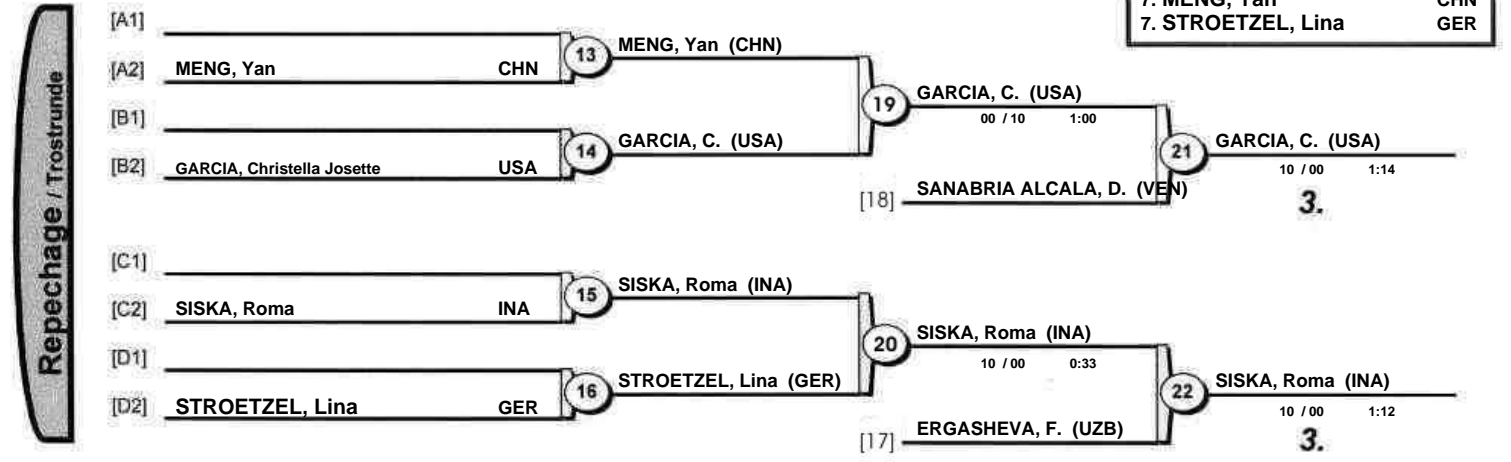 7. MENG, Yan CHN
7. STROETZEL, Lina GER
Repechage / Trostrunde
[A1]
[A2] MENG, Yan CHN
13 MENG, Yan (CHN)
[B1]
[B2] GARCIA, Christella Josette USA
14 GARCIA, C. (USA)
19 GARCIA, C. (USA)
00 / 10 1:00
[18] SANABRIA ALCALA, D. (VEN)
21 GARCIA, C. (USA)
10 / 00 1:14
3.
[C1]
[C2] SISKA, Roma INA
15 SISKA, Roma (INA)
[D1]
[D2] STROETZEL, Lina GER
16 STROETZEL, Lina (GER)
20 SISKA, Roma (INA)
10 / 00 0:33
[17] ERGASHEVA, F. (UZB)
22 SISKA, Roma (INA)
10 / 00 1:12
3.